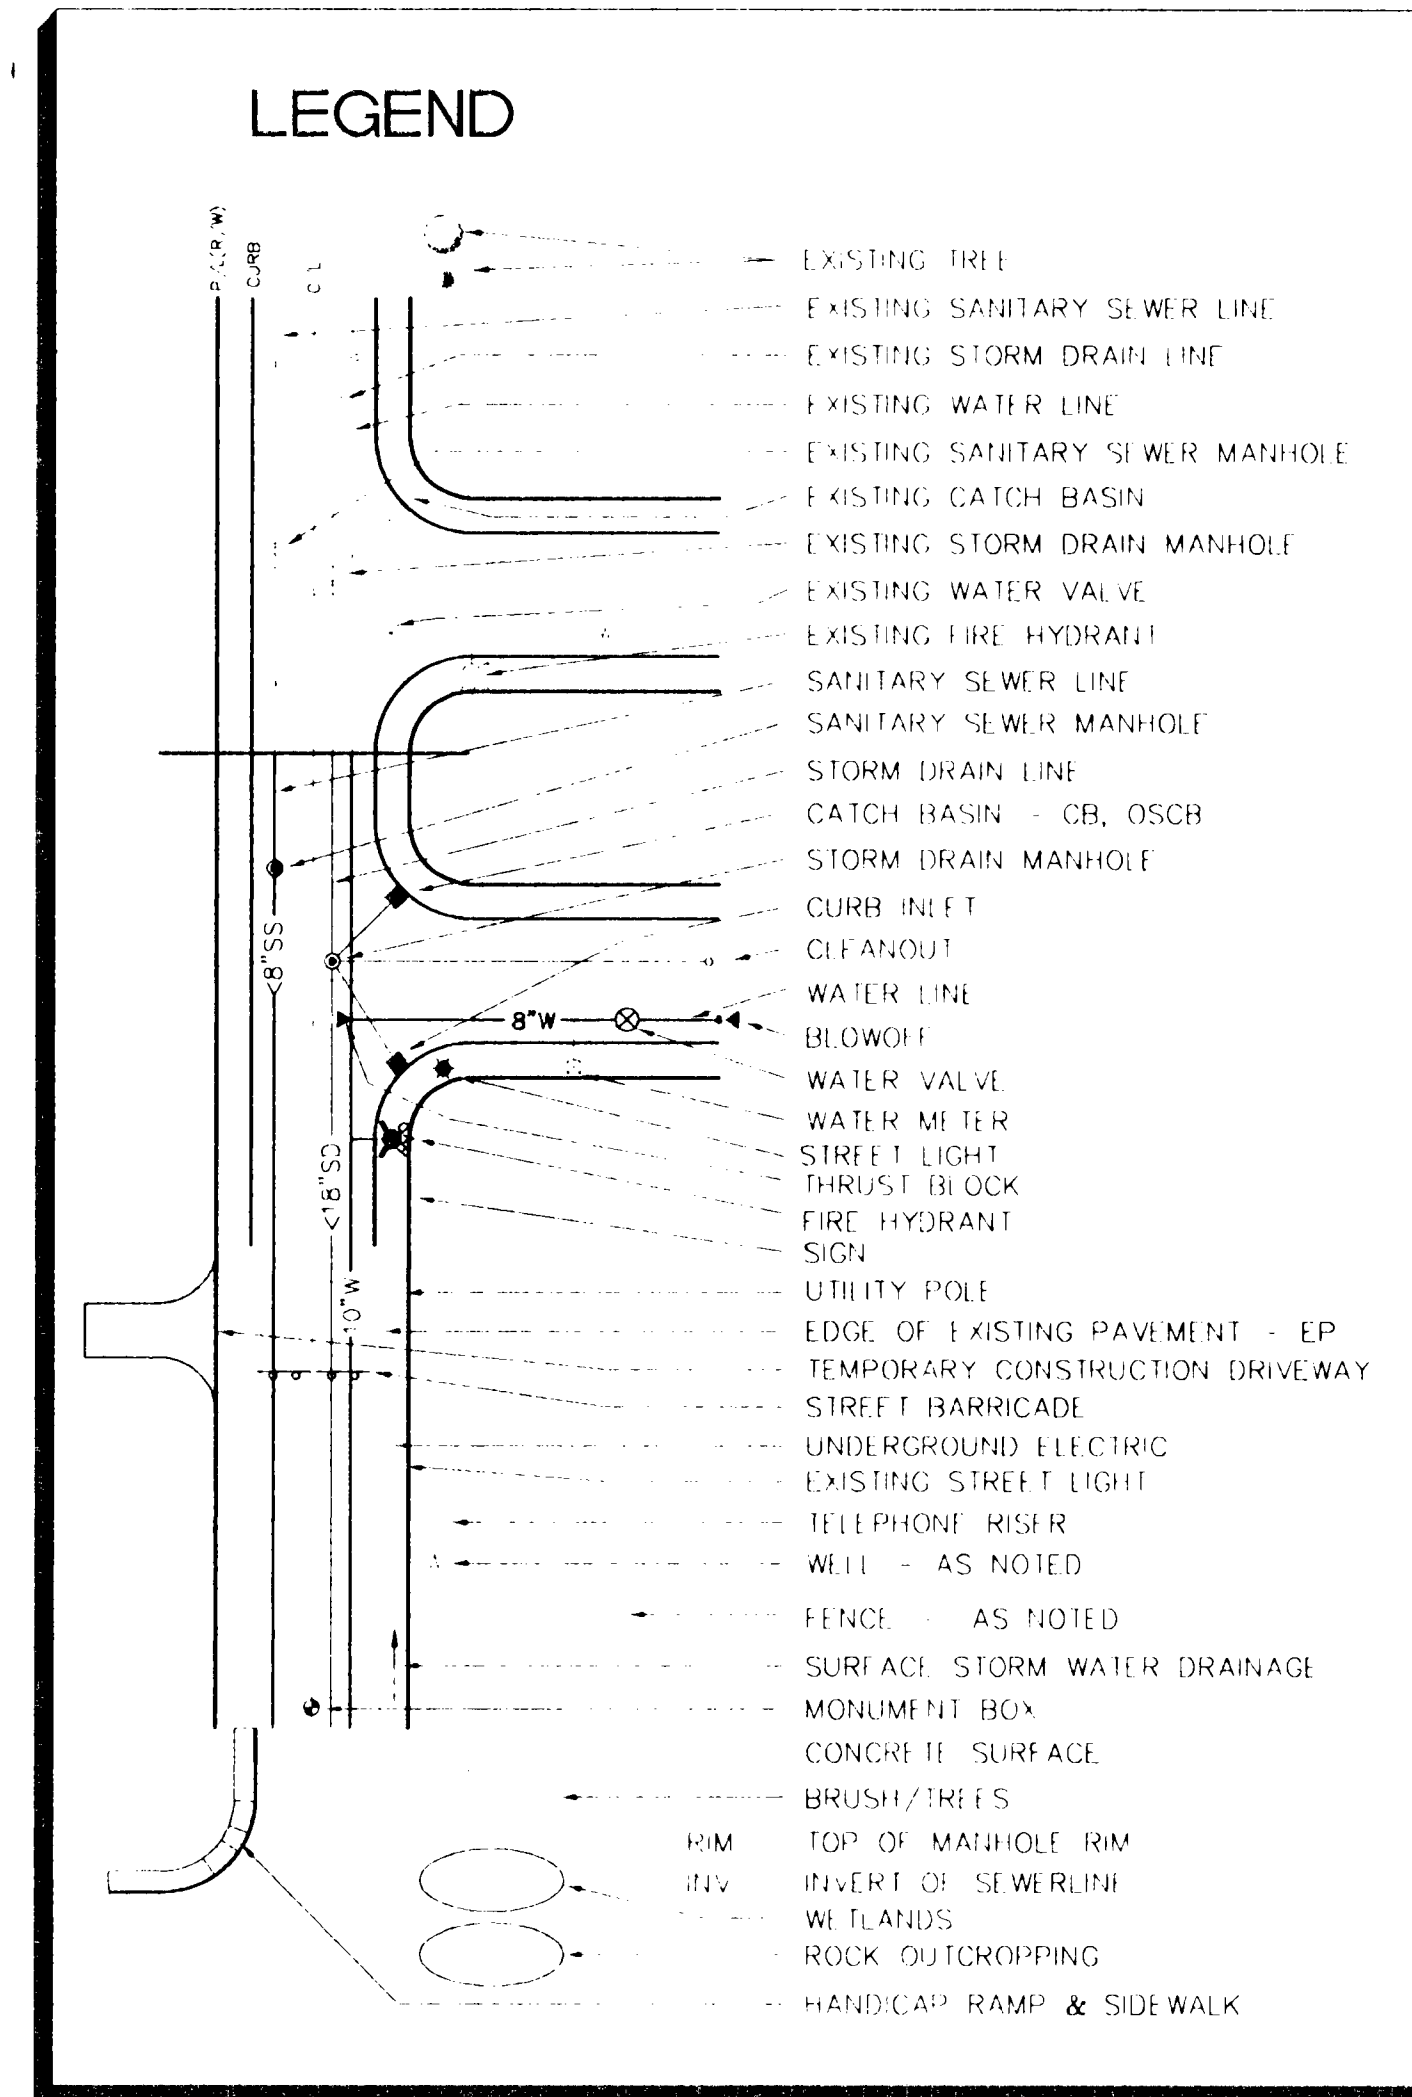 LEGEND
P/L(R/W)
CURB
C L
EXISTING TREE
EXISTING SANITARY SEWER LINE
EXISTING STORM DRAIN LINE
EXISTING WATER LINE
EXISTING SANITARY SEWER MANHOLE
EXISTING CATCH BASIN
EXISTING STORM DRAIN MANHOLE
EXISTING WATER VALVE
EXISTING FIRE HYDRANT
SANITARY SEWER LINE
SANITARY SEWER MANHOLE
STORM DRAIN LINE
CATCH BASIN - CB, OSCB
STORM DRAIN MANHOLE
CURB INLET
CLEANOUT
WATER LINE
BLOWOFF
WATER VALVE
WATER METER
STREET LIGHT
THRUST BLOCK
FIRE HYDRANT
SIGN
UTILITY POLE
EDGE OF EXISTING PAVEMENT - EP
TEMPORARY CONSTRUCTION DRIVEWAY
STREET BARRICADE
UNDERGROUND ELECTRIC
EXISTING STREET LIGHT
TELEPHONE RISER
WELL - AS NOTED
FENCE - AS NOTED
SURFACE STORM WATER DRAINAGE
MONUMENT BOX
CONCRETE SURFACE
BRUSH/TREES
RIM TOP OF MANHOLE RIM
INV INVERT OF SEWERLINE
WETLANDS
ROCK OUTCROPPING
HANDICAP RAMP & SIDEWALK
<8"SS
8"W
<18"SD
10"W